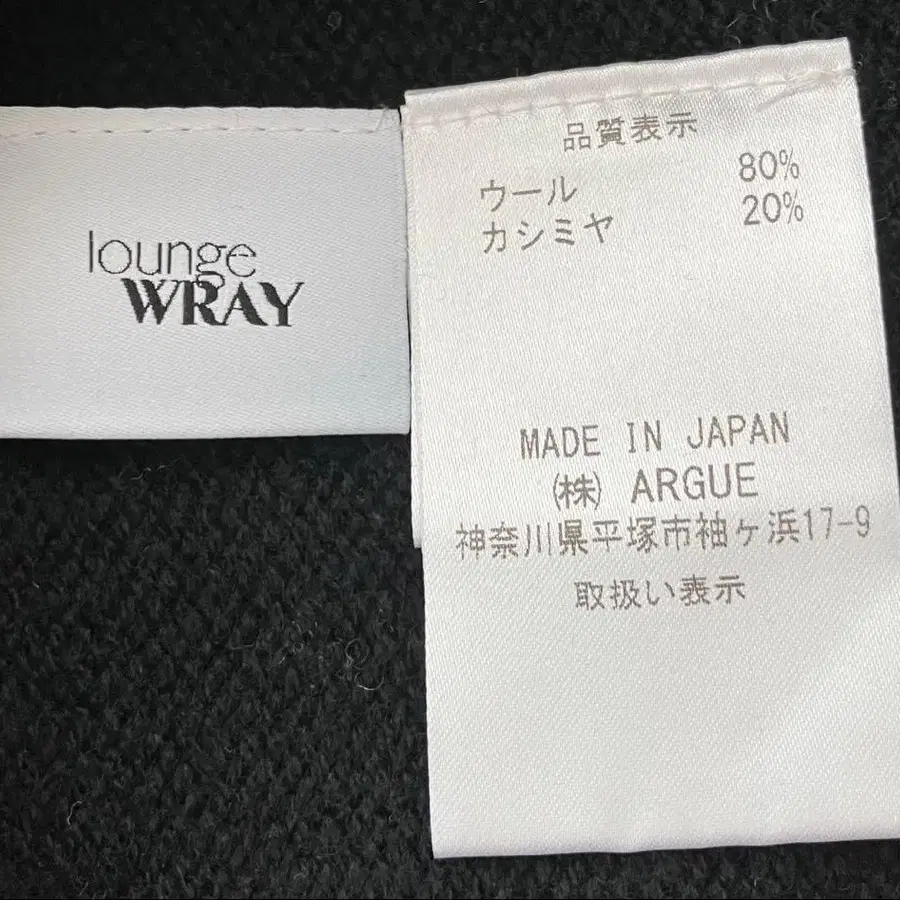 lounge
WRAY
品質表示
ウール 80%
カシミヤ 20%
MADE IN JAPAN
(株) ARGUE
神奈川県平塚市袖ヶ浜17-9
取扱い表示